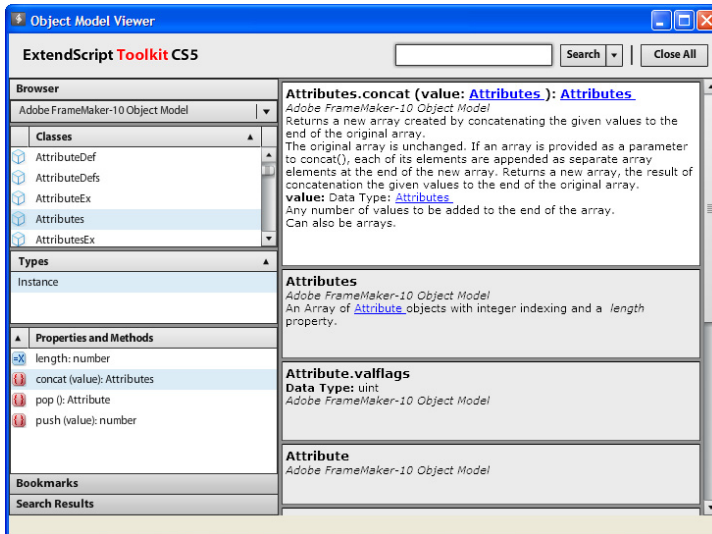 Object Model Viewer
ExtendScript Toolkit CS5
Search
Close All
Browser
Adobe FrameMaker-10 Object Model
Classes
AttributeDef
AttributeDefs
AttributeEx
Attributes
AttributesEx
Types
Instance
Properties and Methods
length: number
concat (value): Attributes
pop (): Attribute
push (value): number
Bookmarks
Search Results
Attributes.concat (value: Attributes ): Attributes
Adobe FrameMaker-10 Object Model
Returns a new array created by concatenating the given values to the
end of the original array.
The original array is unchanged. If an array is provided as a parameter
to concat(), each of its elements are appended as separate array
elements at the end of the new array. Returns a new array, the result of
concatenation the given values to the end of the original array.
value: Data Type: Attributes
Any number of values to be added to the end of the array.
Can also be arrays.
Attributes
Adobe FrameMaker-10 Object Model
An Array of Attribute objects with integer indexing and a length
property.
Attribute.valflags
Data Type: uint
Adobe FrameMaker-10 Object Model
Attribute
Adobe FrameMaker-10 Object Model